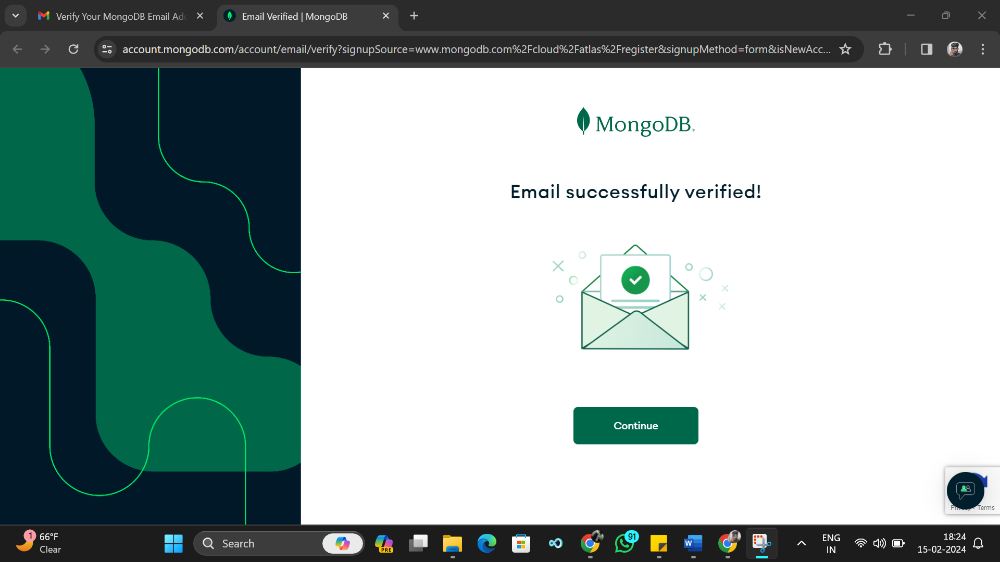 Verify Your MongoDB Email Add
Email Verified | MongoDB
account.mongodb.com/account/email/verify?signupSource=www.mongodb.com%2Fcloud%2Fatlas%2Fregister&signupMethod=form&isNewAcc...
MongoDB®
Email successfully verified!
Continue
Privacy - Terms
1
66°F
Clear
Search
PRE
91
W
ENG
IN
18:24
15-02-2024